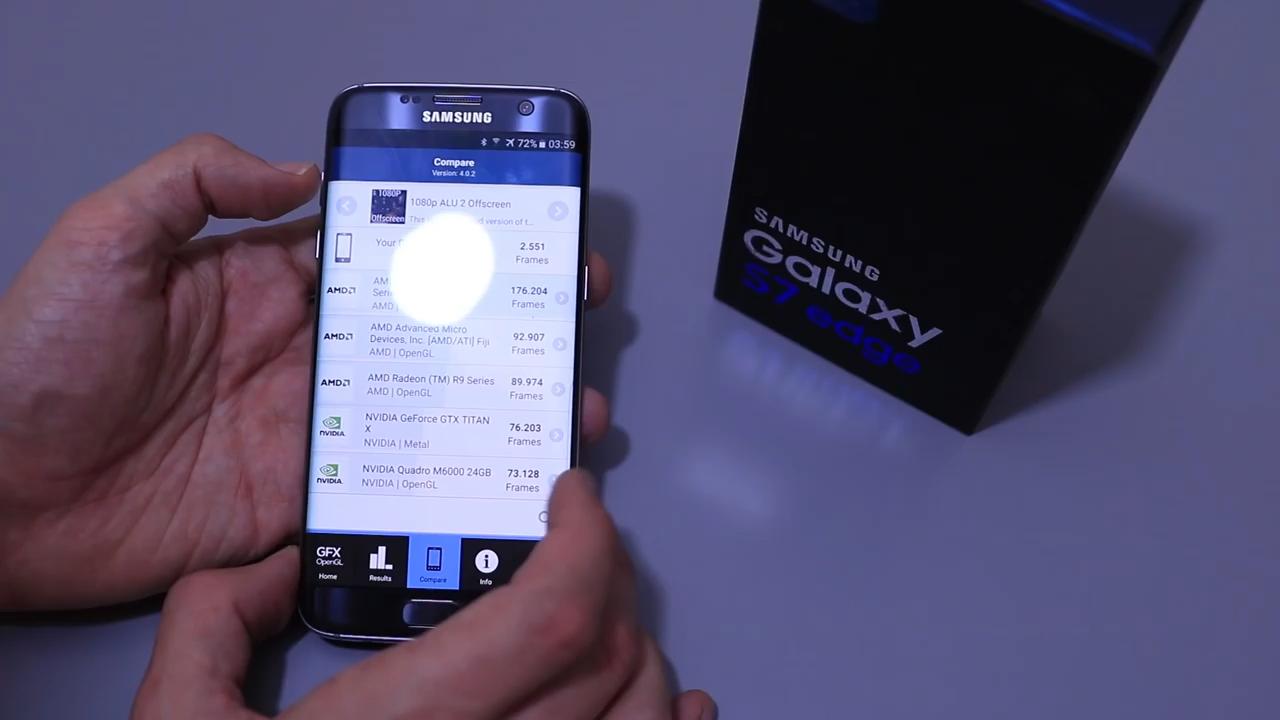 SAMSUNG
72% 03:59
Compare
Version: 4.0.2
1080P
Offscreen
1080p ALU 2 Offscreen
version of t...
Your
2.551
Frames
AMD
176.204
Frames
AMD
AMD
AMD Advanced Micro
Devices, Inc. [AMD/ATI] Fiji
AMD | OpenGL
92.907
Frames
AMD
AMD Radeon (TM) R9 Series
AMD | OpenGL
89.974
Frames
NVIDIA.
NVIDIA GeForce GTX TITAN
X
NVIDIA | Metal
76.203
Frames
NVIDIA.
NVIDIA Quadro M6000 24GB
NVIDIA | OpenGL
73.128
Frames
GFX
OpenGL
Home
Results
Compare
Info
SAMSUNG
Galaxy
S7 edge